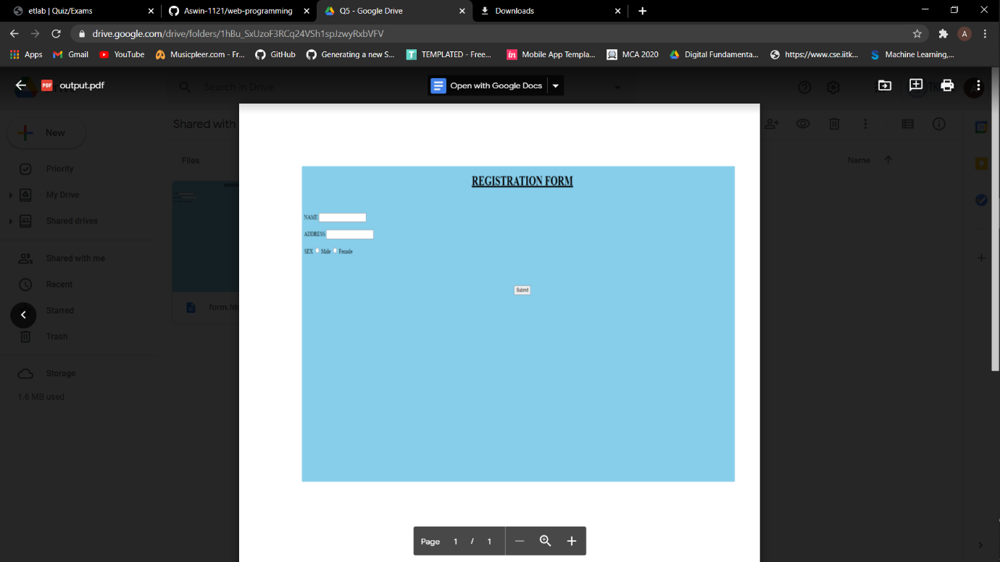 etlab | Quiz/Exams
Aswin-1121/web-programming
Q5 - Google Drive
Downloads
drive.google.com/drive/folders/1hBu_SxUzoF3RCq24VSh1spJzwyRxbVFV
A
Apps
Gmail
YouTube
Musicpleer.com - Fr...
GitHub
Generating a new S...
TEMPLATED - Free...
Mobile App Templa...
MCA 2020
Digital Fundamenta...
https://www.cse.iitk...
Machine Learning,...
PDF output.pdf
Search in Drive
Open with Google Docs
New
Shared with
Files
Name
Priority
My Drive
Shared drives
Shared with me
Recent
Starred
Trash
Storage
1.6 MB used
REGISTRATION FORM
NAME
ADDRESS
SEX Male Female
Submit
Page 1 / 1